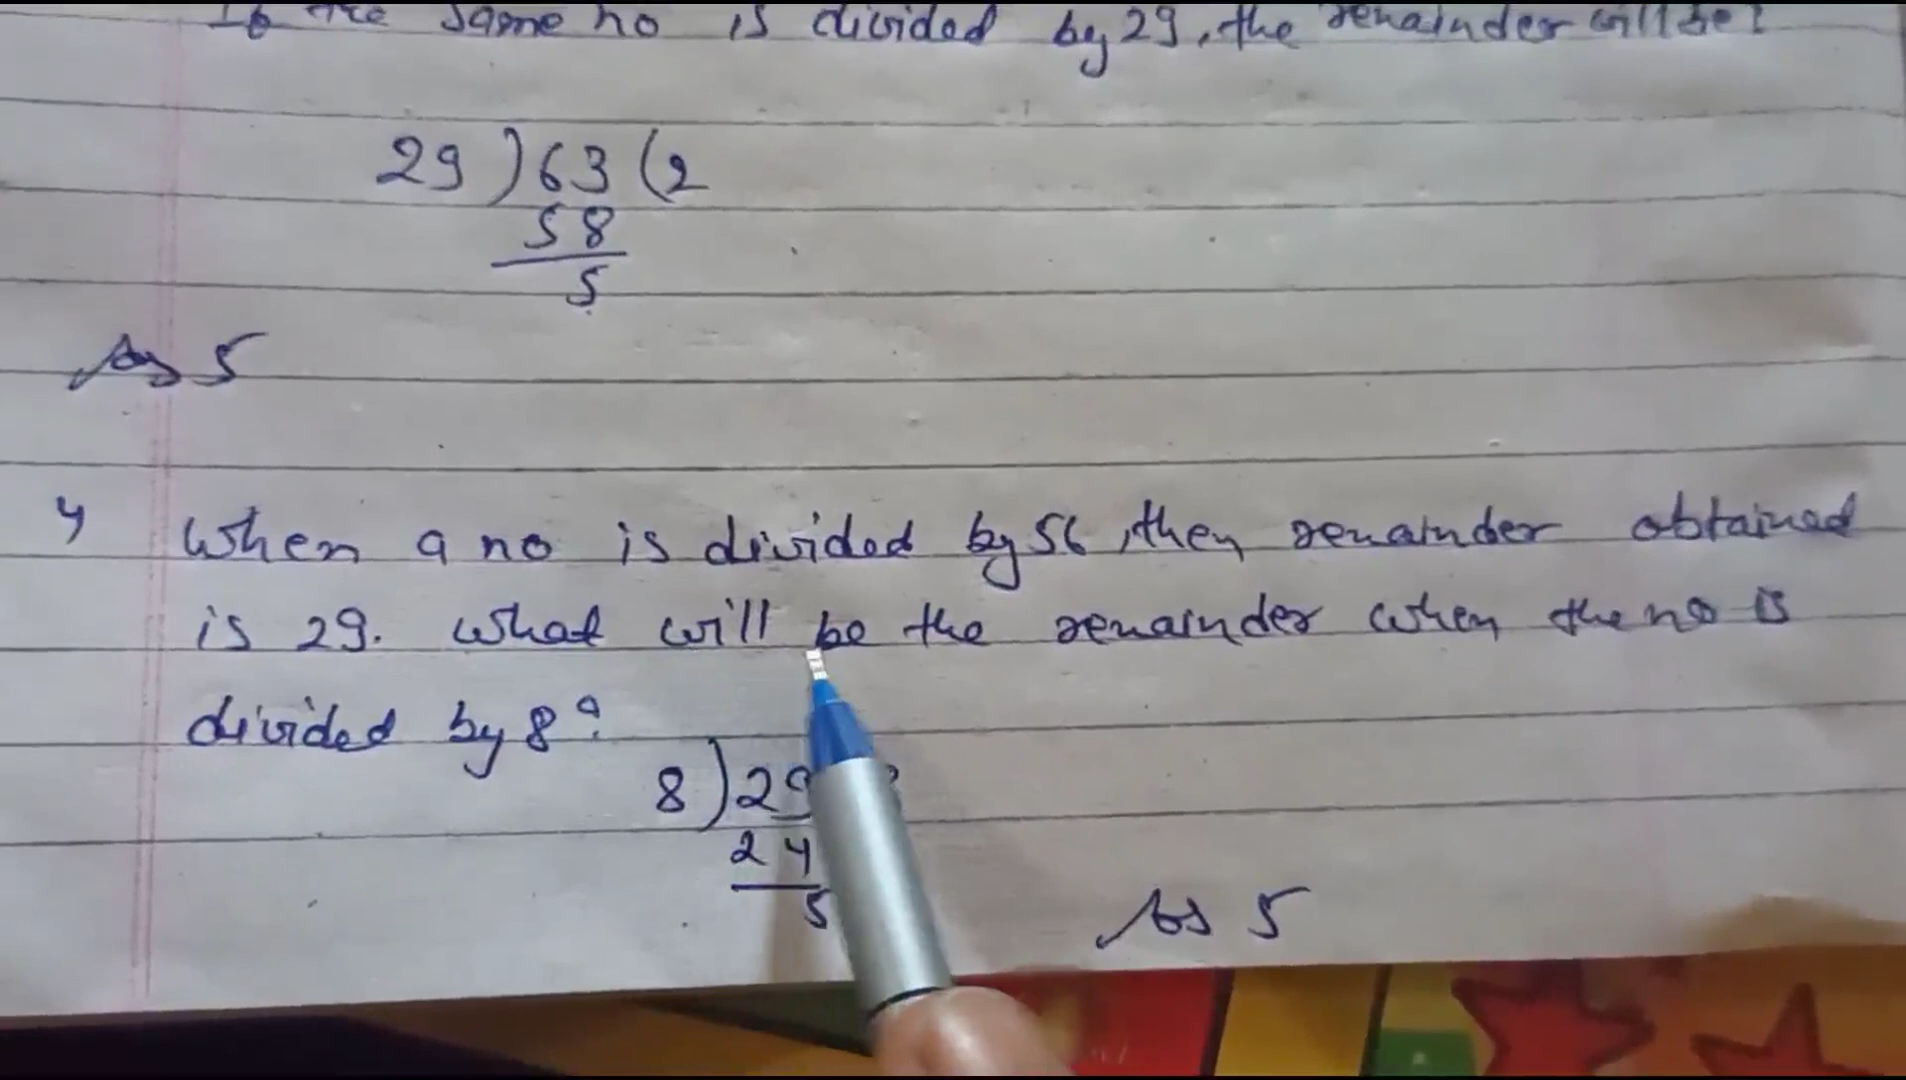 If the same no is divided by 29, the remainder will be?
29 ) 63 ( 2
58
5
Ans 5
4 When a no is divided by 56, then remainder obtained
is 29. What will be the remainder when the no is
divided by 8?
8 ) 29
24
5
Ans 5